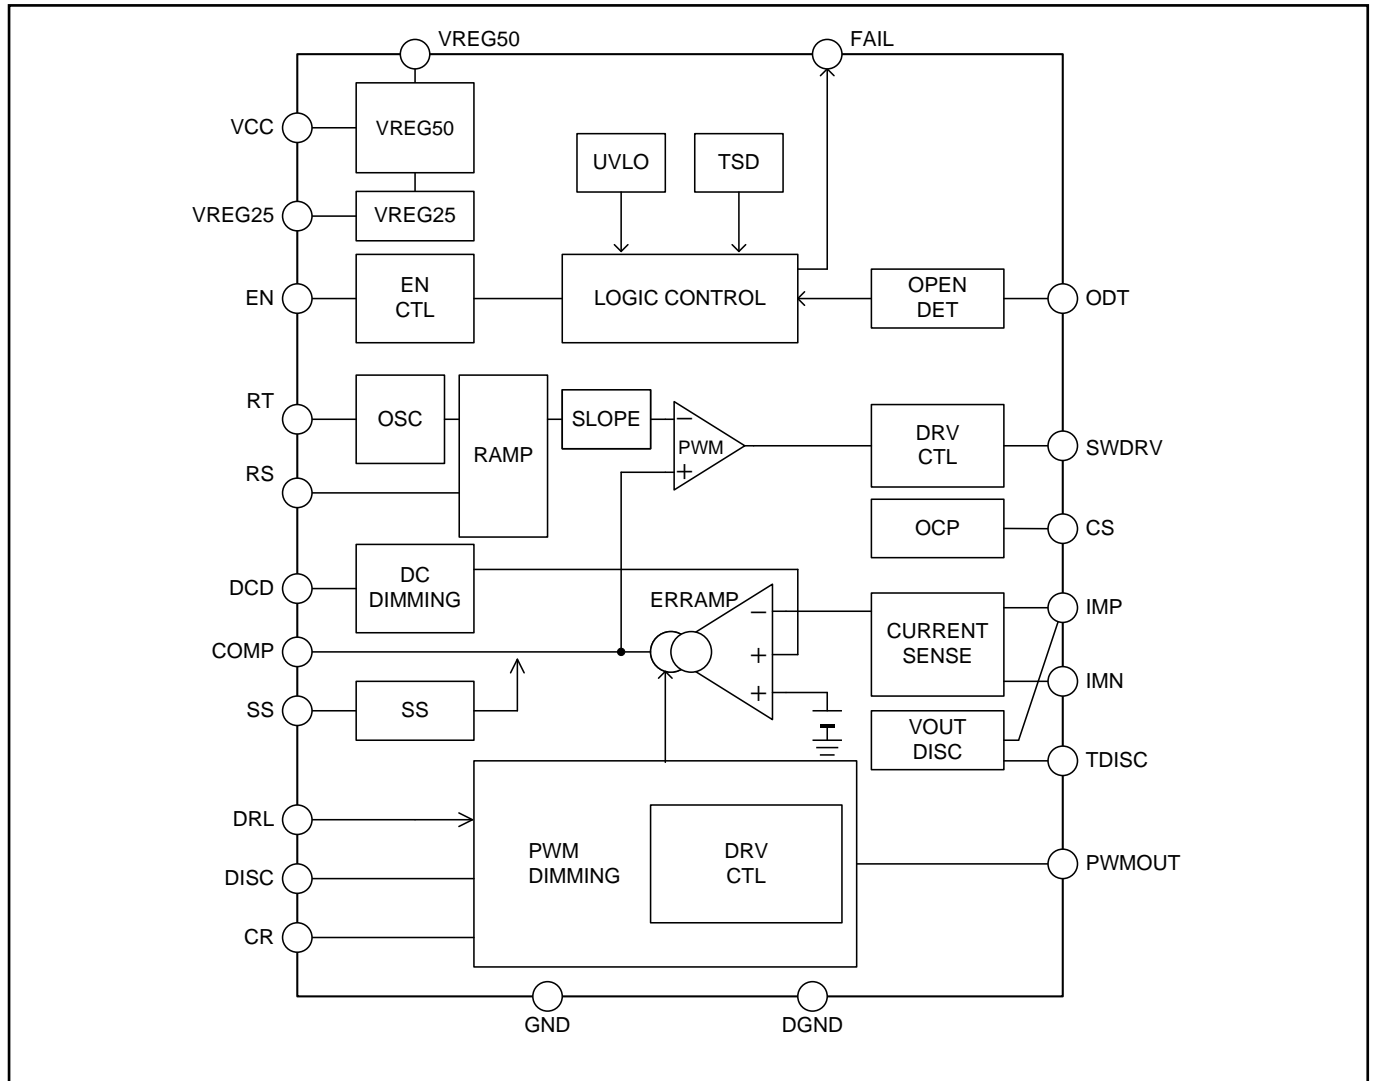 VREG50
FAIL
VCC
VREG50
UVLO
TSD
VREG25
VREG25
EN
EN
CTL
LOGIC CONTROL
OPEN
DET
ODT
RT
OSC
RAMP
SLOPE
−
PWM
+
DRV
CTL
SWDRV
RS
OCP
CS
DCD
DC
DIMMING
ERRAMP
−
+
+
CURRENT
SENSE
IMP
IMN
COMP
SS
SS
VOUT
DISC
TDISC
DRL
DISC
CR
PWM
DIMMING
DRV
CTL
PWMOUT
GND
DGND